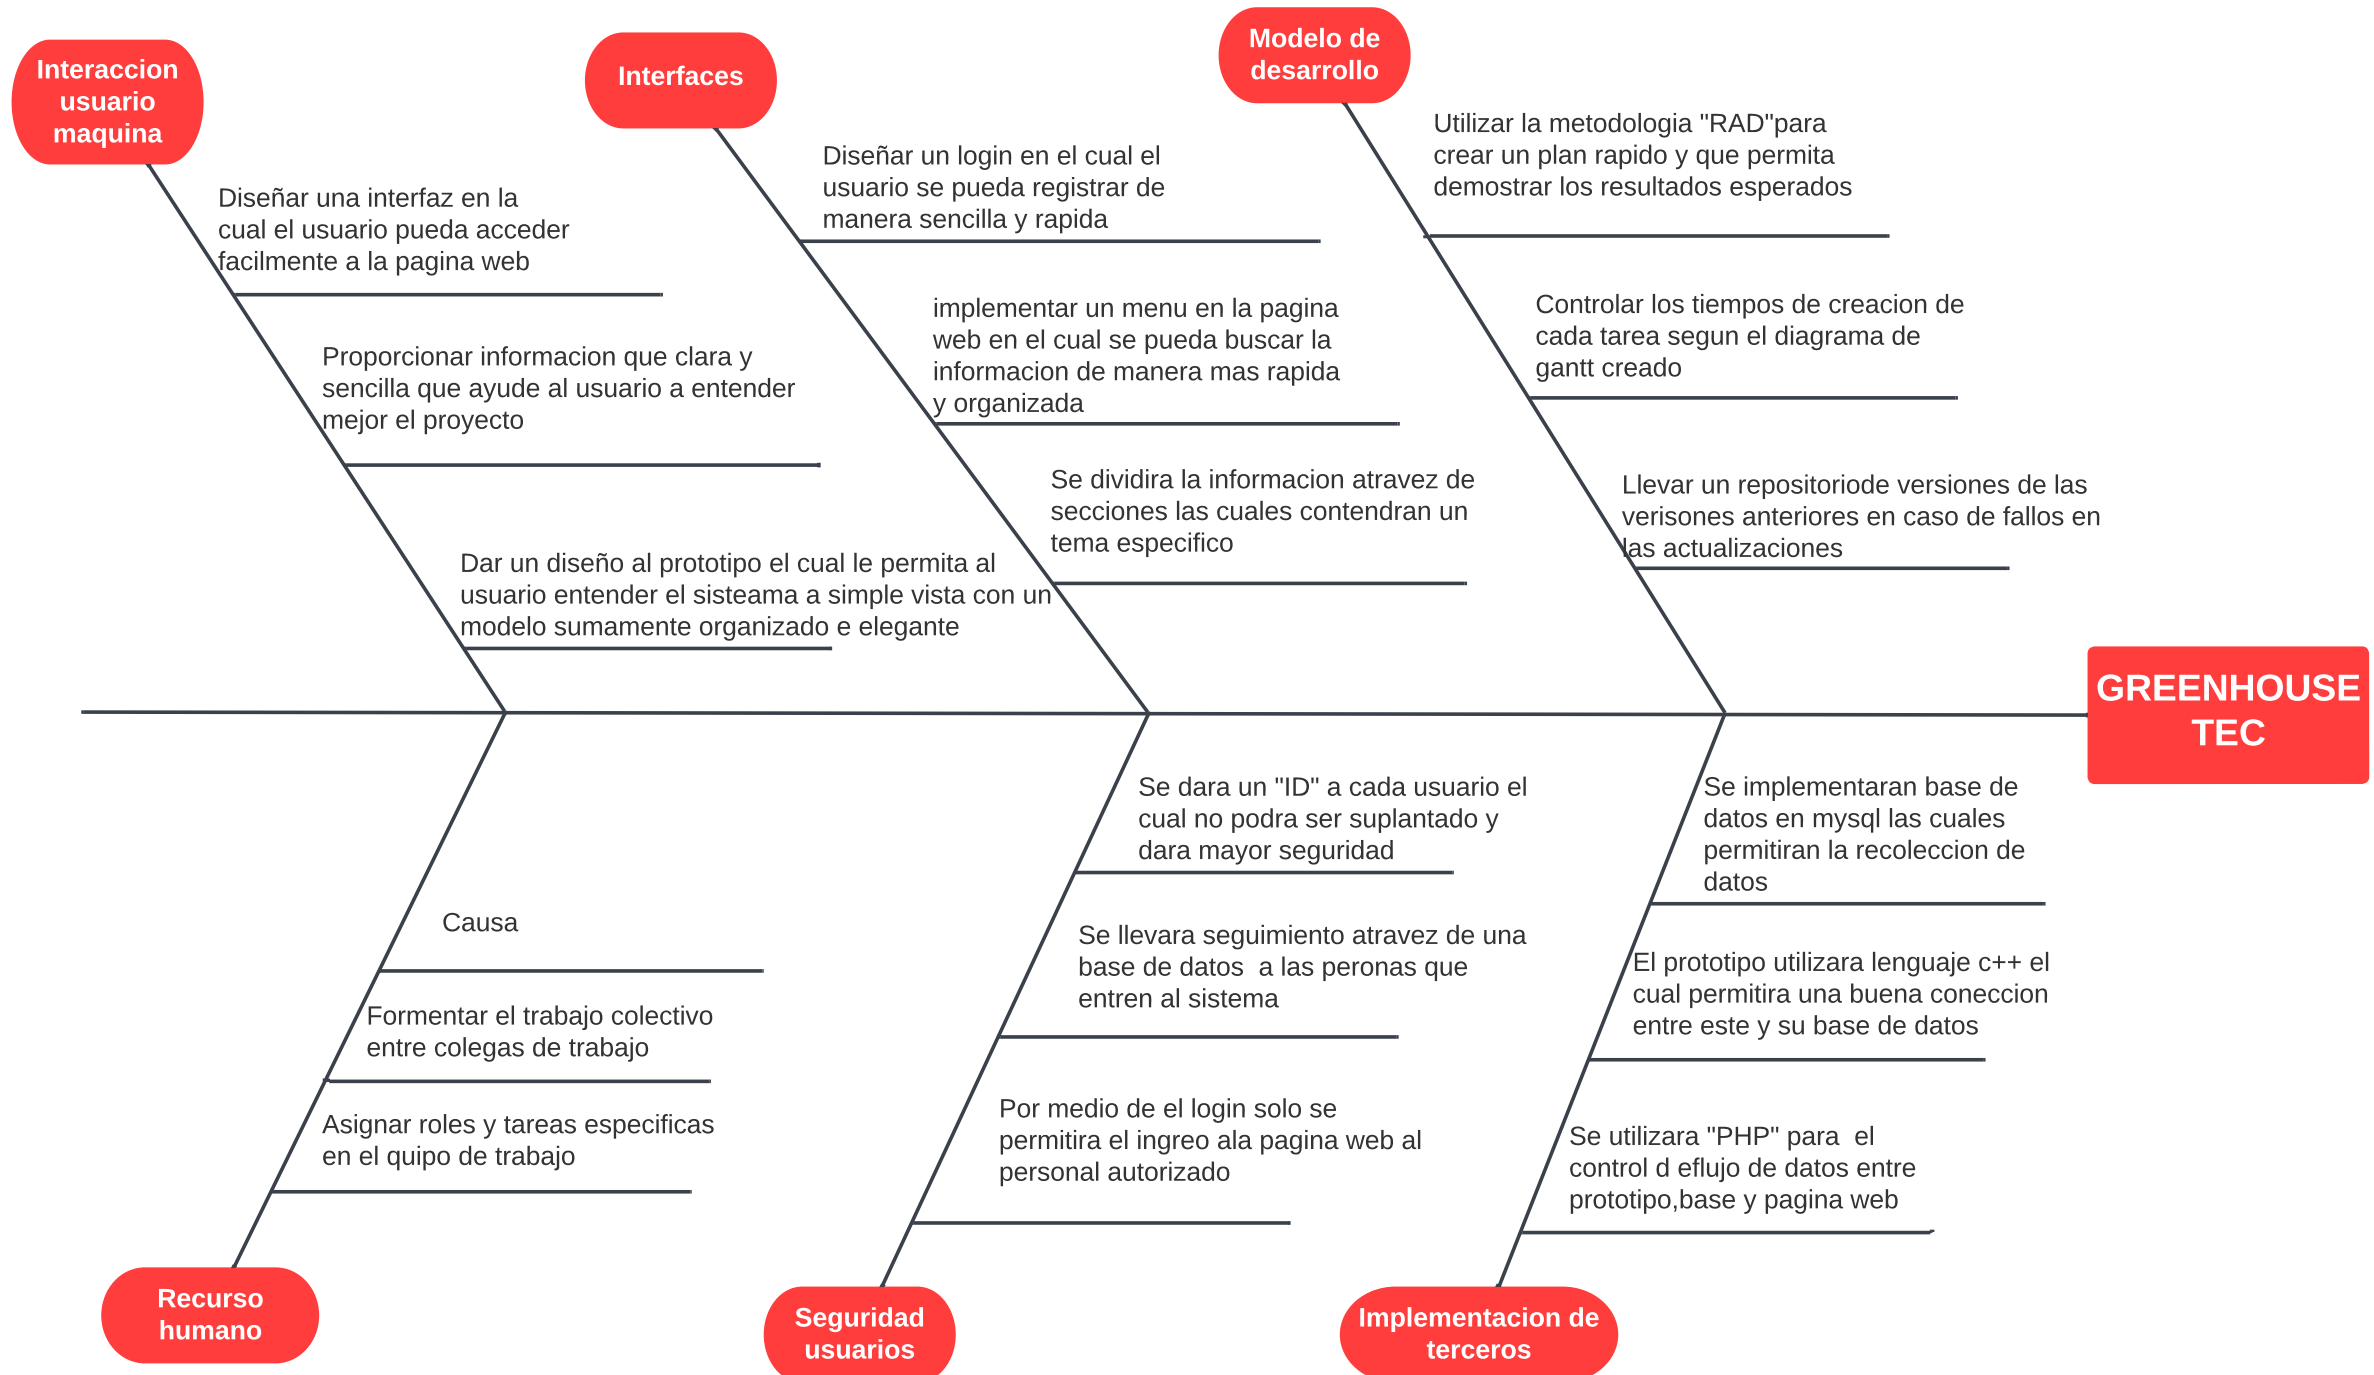 Interaccion
usuario
maquina
Diseñar una interfaz en la
cual el usuario pueda acceder
facilmente a la pagina web
Proporcionar informacion que clara y
sencilla que ayude al usuario a entender
mejor el proyecto
Dar un diseño al prototipo el cual le permita al
usuario entender el sisteama a simple vista con un
modelo sumamente organizado e elegante
Interfaces
Diseñar un login en el cual el
usuario se pueda registrar de
manera sencilla y rapida
implementar un menu en la pagina
web en el cual se pueda buscar la
informacion de manera mas rapida
y organizada
Se dividira la informacion atravez de
secciones las cuales contendran un
tema especifico
Modelo de
desarrollo
Utilizar la metodologia "RAD"para
crear un plan rapido y que permita
demostrar los resultados esperados
Controlar los tiempos de creacion de
cada tarea segun el diagrama de
gantt creado
Llevar un repositoriode versiones de las
verisones anteriores en caso de fallos en
las actualizaciones
GREENHOUSE
TEC
Causa
Formentar el trabajo colectivo
entre colegas de trabajo
Asignar roles y tareas especificas
en el quipo de trabajo
Recurso
humano
Se dara un "ID" a cada usuario el
cual no podra ser suplantado y
dara mayor seguridad
Se llevara seguimiento atravez de una
base de datos  a las peronas que
entren al sistema
Por medio de el login solo se
permitira el ingreo ala pagina web al
personal autorizado
Seguridad
usuarios
Se implementaran base de
datos en mysql las cuales
permitiran la recoleccion de
datos
El prototipo utilizara lenguaje c++ el
cual permitira una buena coneccion
entre este y su base de datos
Se utilizara "PHP" para  el
control d eflujo de datos entre
prototipo,base y pagina web
Implementacion de
terceros